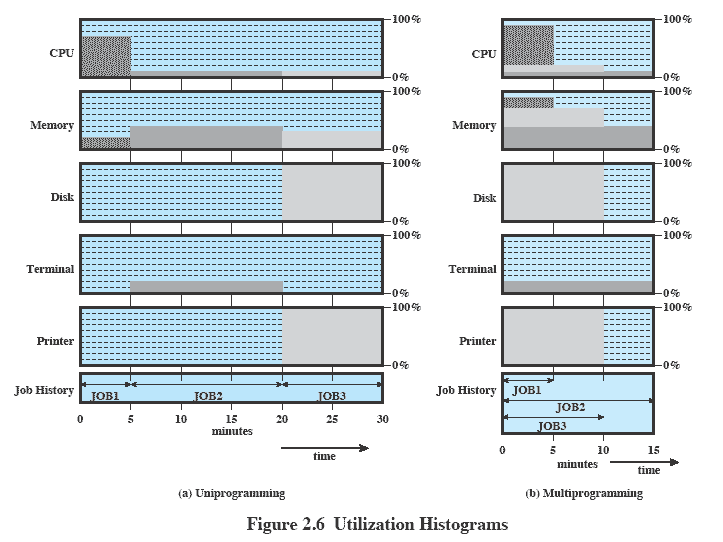 100%
CPU
0%
100%
Memory
0%
100%
Disk
0%
100%
Terminal
0%
100%
Printer
0%
Job History
JOB1 JOB2 JOB3
0 5 10 15 20 25 30
minutes
time
(a) Uniprogramming
100%
CPU
0%
100%
Memory
0%
100%
Disk
0%
100%
Terminal
0%
100%
Printer
0%
Job History
JOB1
JOB2
JOB3
0 5 10 15
minutes
time
(b) Multiprogramming
Figure 2.6 Utilization Histograms